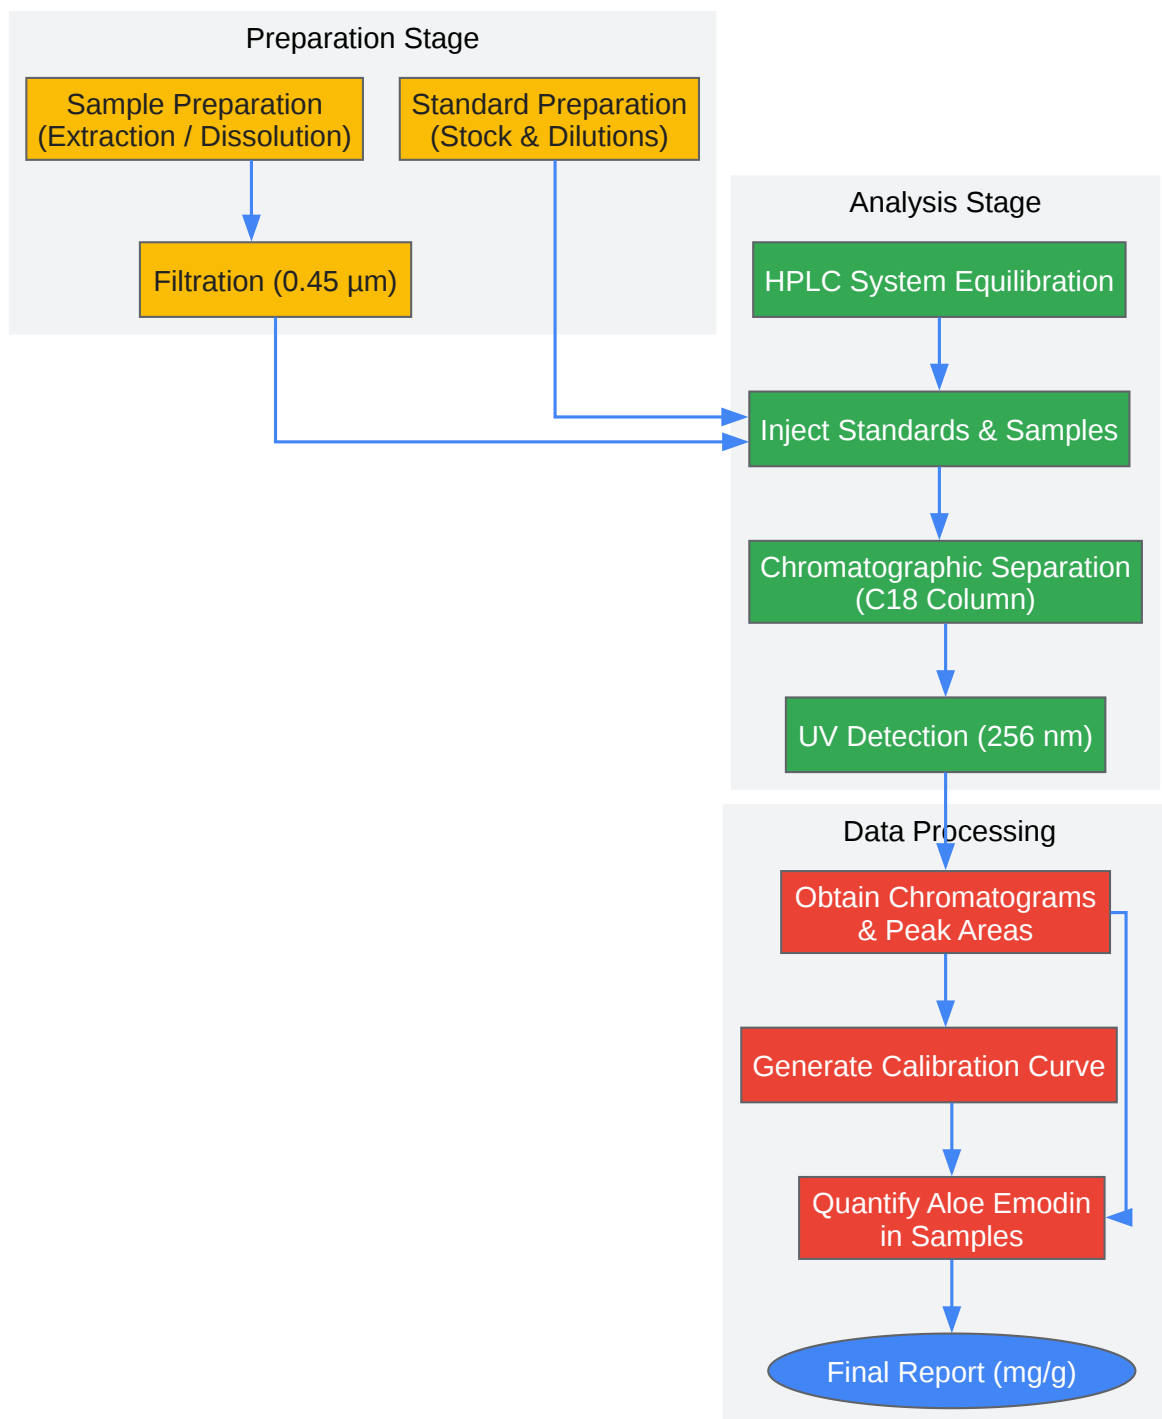 Preparation Stage
Sample Preparation
(Extraction / Dissolution)
Standard Preparation
(Stock & Dilutions)
Filtration (0.45 µm)
Analysis Stage
HPLC System Equilibration
Inject Standards & Samples
Chromatographic Separation
(C18 Column)
UV Detection (256 nm)
Data Processing
Obtain Chromatograms
& Peak Areas
Generate Calibration Curve
Quantify Aloe Emodin
in Samples
Final Report (mg/g)